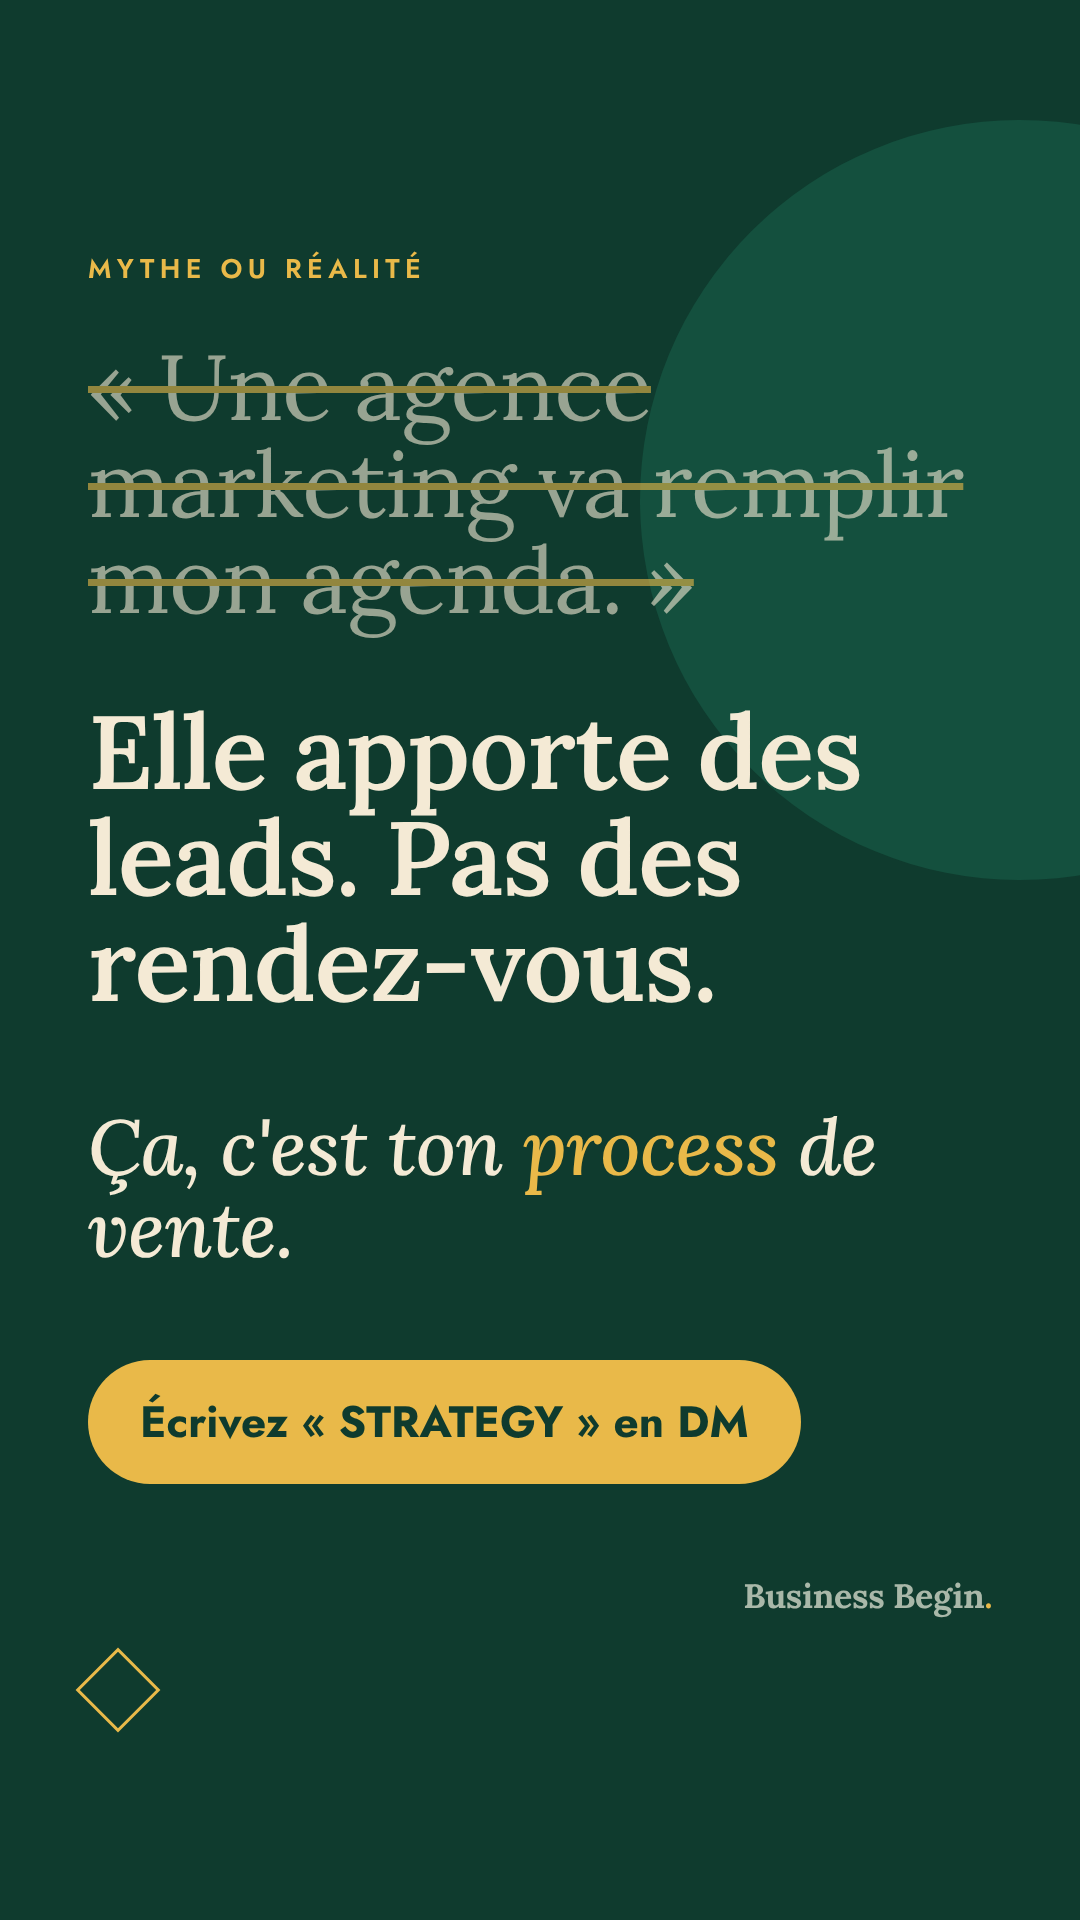 MYTHE OU RÉALITÉ
« Une agence
marketing va remplir
mon agenda. »
Elle apporte des
leads. Pas des
rendez-vous.
Ça, c'est ton process de
vente.
Écrivez « STRATEGY » en DM
Business Begin.